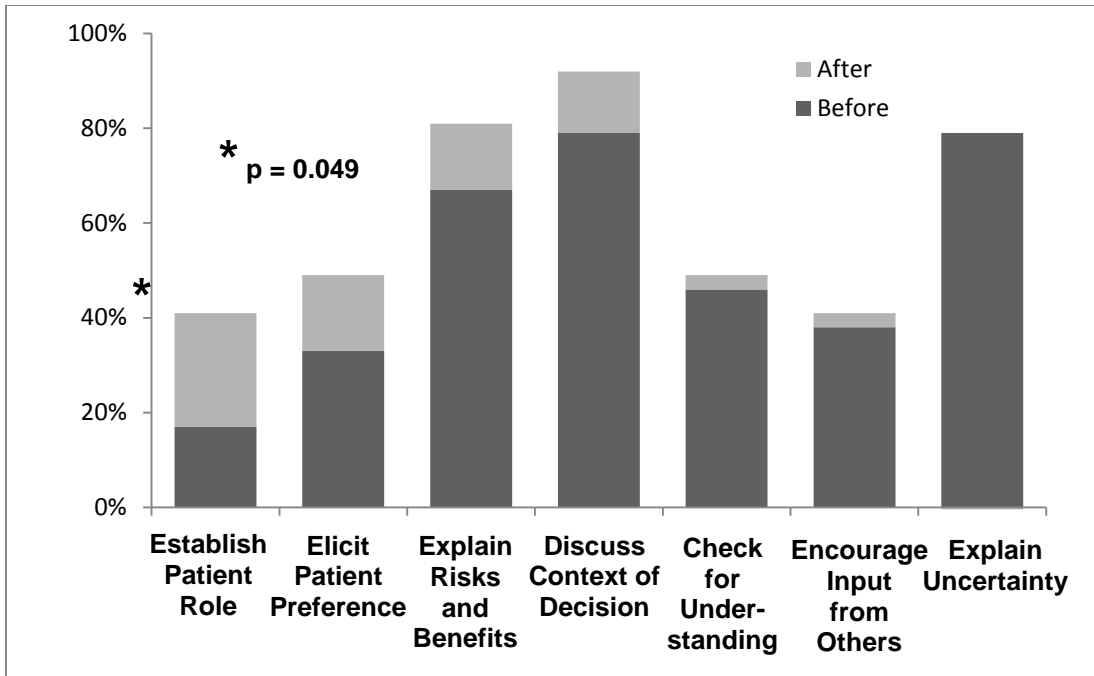 100%
80%
60%
40%
20%
0%
After
Before
* p = 0.049
*
Establish
Patient
Role
Elicit
Patient
Preference
Explain
Risks
and
Benefits
Discuss
Context of
Decision
Check
for
Under-
standing
Encourage
Input
from
Others
Explain
Uncertainty